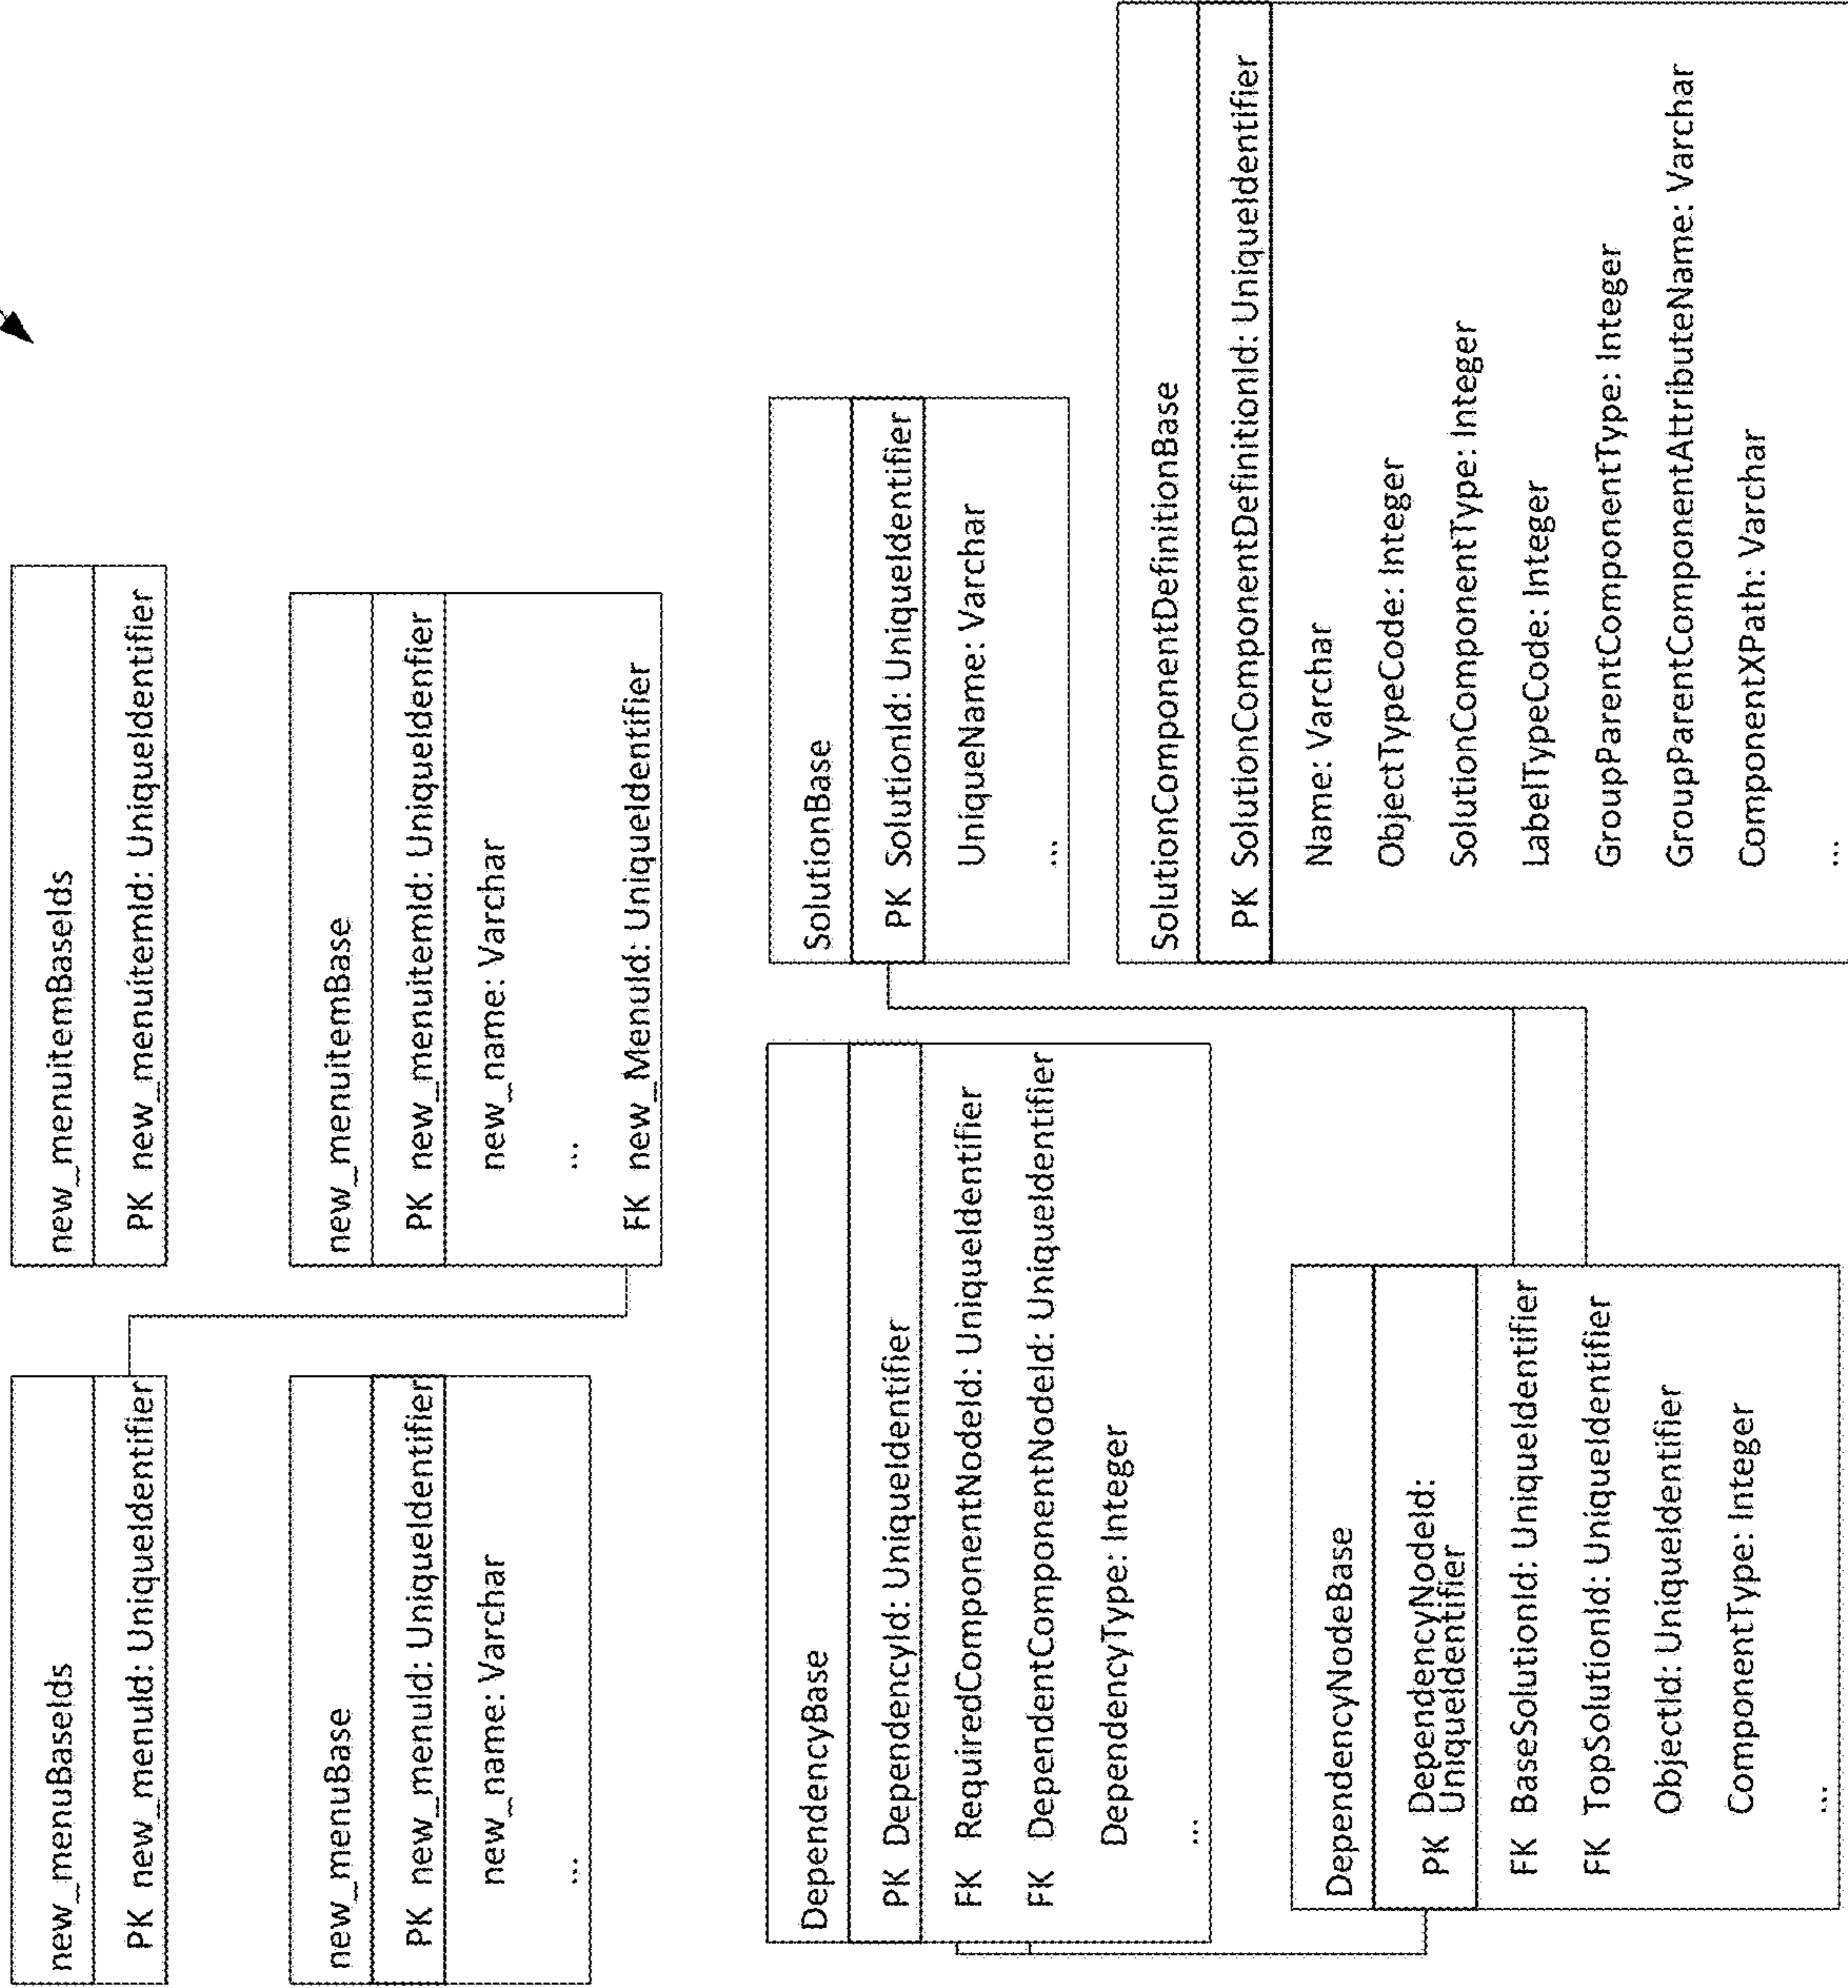 new_menuBaseIds
PK new_menuId: UniqueIdentifier
new_menuitemBaseIds
PK new_menuitemId: UniqueIdentifier
new_menuBase
PK new_menuId: UniqueIdentifier
new_name: Varchar
...
new_menuitemBase
PK new_menuitemId: UniqueIdenfier
new_name: Varchar
...
FK new_MenuId: UniqueIdentifier
DependencyBase
PK DependencyId: UniqueIdentifier
FK RequiredComponentNodeId: UniqueIdentifier
FK DependentComponentNodeId: UniqueIdentifier
DependencyType: Integer
...
SolutionBase
PK SolutionId: UniqueIdentifier
UniqueName: Varchar
...
DependencyNodeBase
PK DependencyNodeId:
UniqueIdentifier
FK BaseSolutionId: UniqueIdentifier
FK TopSolutionId: UniqueIdentifier
ObjectId: UniqueIdentifier
ComponentType: Integer
...
SolutionComponentDefinitionBase
PK SolutionComponentDefinitionId: UniqueIdentifier
Name: Varchar
ObjectTypeCode: Integer
SolutionComponentType: Integer
LabelTypeCode: Integer
GroupParentComponentType: Integer
GroupParentComponentAttributeName: Varchar
ComponentXPath: Varchar
...